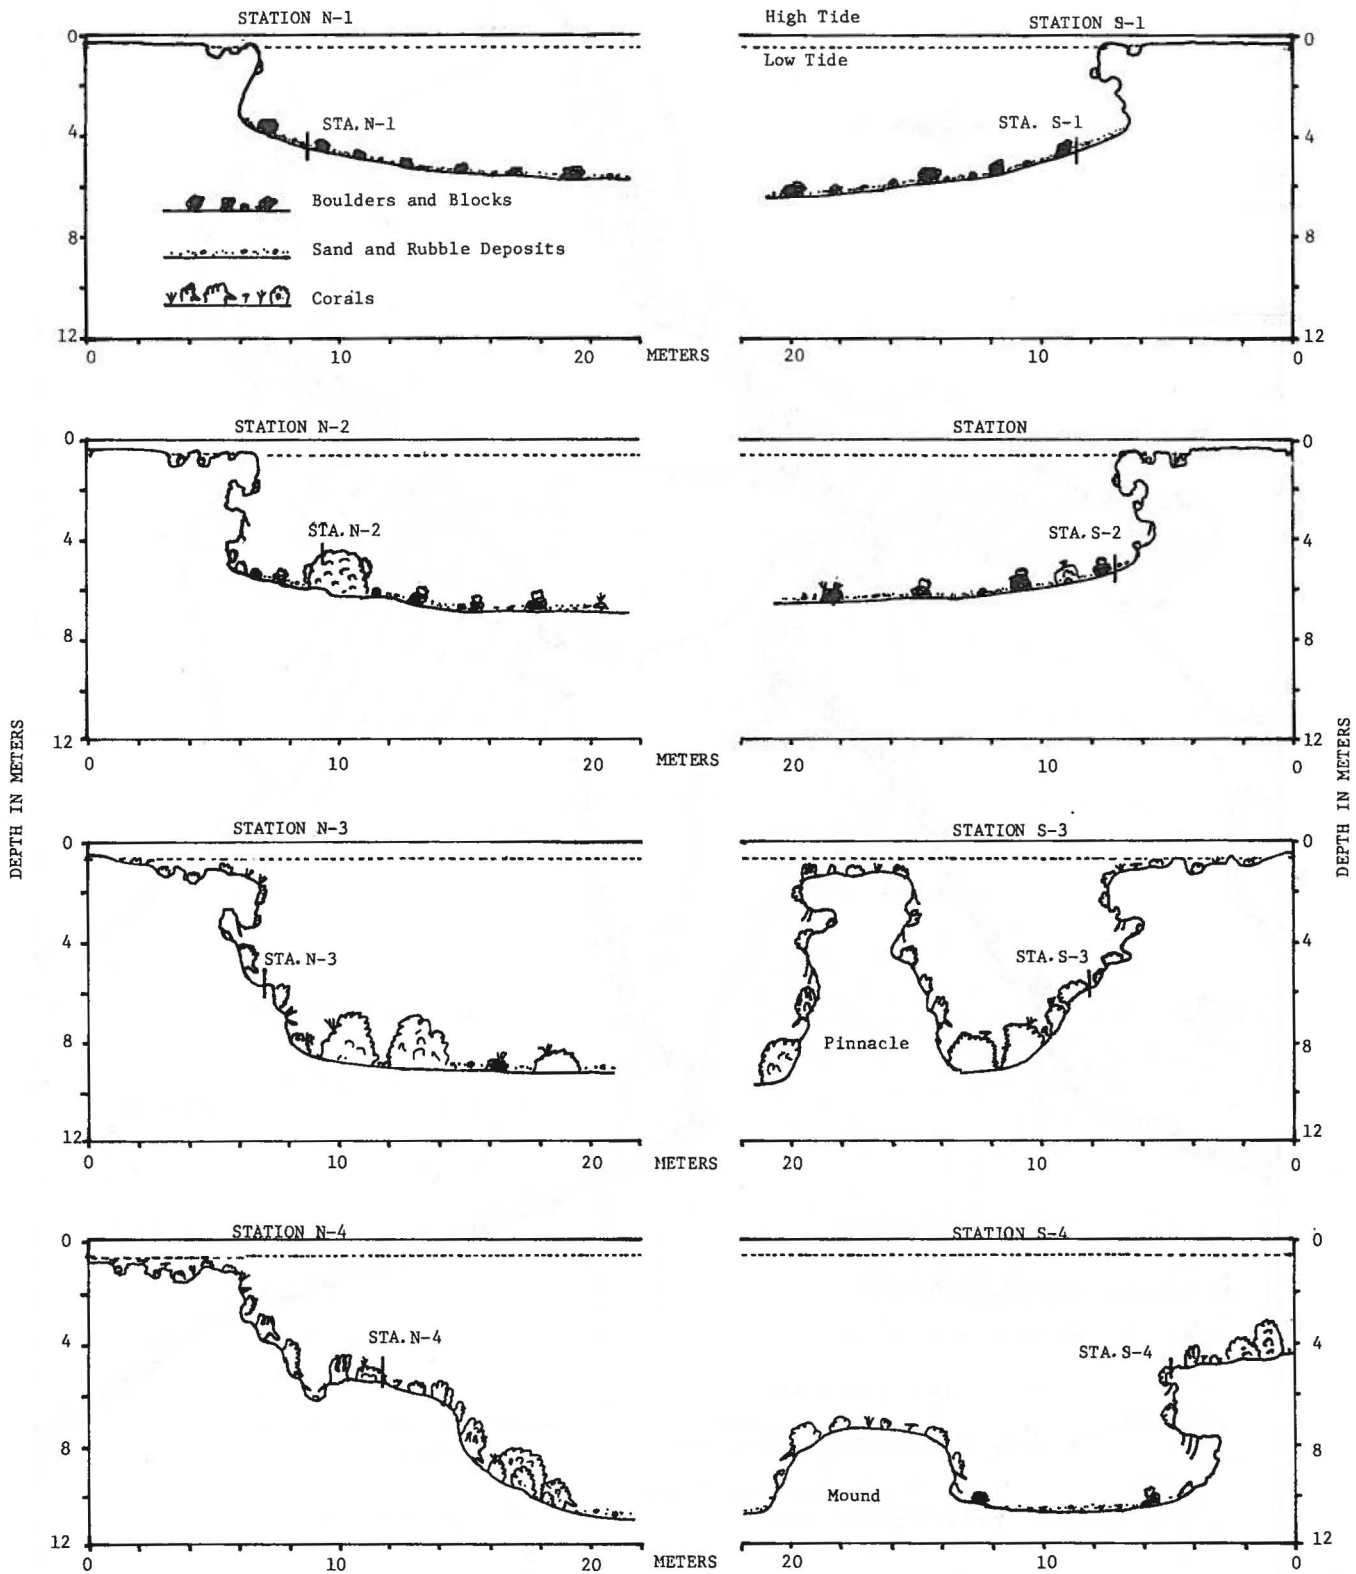 STATION N-1
High Tide
STATION S-1
0
0
Low Tide
STA. N-1
STA. S-1
4
4
Boulders and Blocks
Sand and Rubble Deposits
8
8
Corals
12
12
0
10
20
METERS
20
10
0
STATION N-2
STATION
0
0
STA. N-2
STA. S-2
4
4
8
8
12
12
0
10
20
METERS
20
10
0
DEPTH IN METERS
DEPTH IN METERS
STATION N-3
STATION S-3
0
0
4
4
STA. N-3
STA. S-3
8
8
Pinnacle
12
12
0
10
20
METERS
20
10
0
STATION N-4
STATION S-4
0
0
4
4
STA. N-4
STA. S-4
8
8
Mound
12
12
0
10
20
METERS
20
10
0